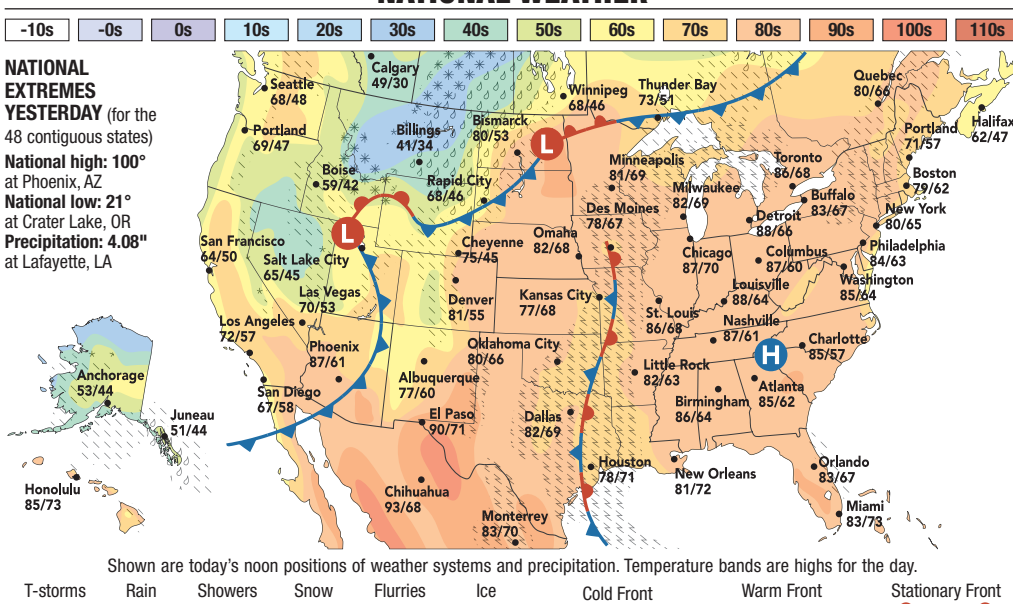 NATIONAL WEATHER
-10s -0s 0s 10s 20s 30s 40s 50s 60s 70s 80s 90s 100s 110s
NATIONAL
EXTREMES
YESTERDAY (for the
48 contiguous states)
National high: 100°
at Phoenix, AZ
National low: 21°
at Crater Lake, OR
Precipitation: 4.08"
at Lafayette, LA
Seattle
68/48
Calgary
49/30
Winnipeg
68/46
Thunder Bay
73/51
Quebec
80/66
Halifax
62/47
Portland
69/47
Billings
41/34
Bismarck
80/53
L
Portland
71/57
Boise
59/42
Rapid City
68/46
Minneapolis
81/69
Milwaukee
82/69
Toronto
86/68
Boston
79/62
Buffalo
83/67
New York
80/65
Des Moines
78/67
Detroit
88/66
L
San Francisco
64/50
Salt Lake City
65/45
Cheyenne
75/45
Omaha
82/68
Chicago
87/70
Columbus
87/60
Philadelphia
84/63
Washington
85/64
Las Vegas
70/53
Denver
81/55
Kansas City
77/68
St. Louis
86/68
Louisville
88/64
Los Angeles
72/57
Nashville
87/61
H
Charlotte
85/57
Phoenix
87/61
Oklahoma City
80/66
Little Rock
82/63
Albuquerque
77/60
Atlanta
85/62
San Diego
67/58
Birmingham
86/64
Anchorage
53/44
Juneau
51/44
El Paso
90/71
Dallas
82/69
Houston
78/71
New Orleans
81/72
Orlando
83/67
Honolulu
85/73
Chihuahua
93/68
Monterrey
83/70
Miami
83/73
Shown are today's noon positions of weather systems and precipitation. Temperature bands are highs for the day.
T-storms Rain Showers Snow Flurries Ice Cold Front Warm Front Stationary Front